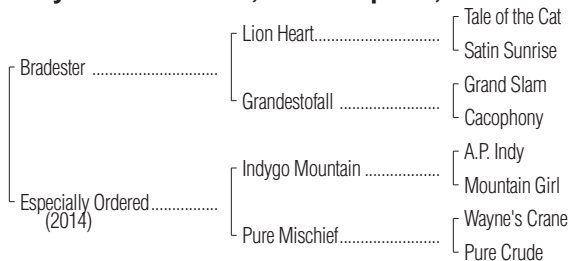 Tale of the Cat
Lion Heart
Satin Sunrise
Bradester
Grand Slam
Grandestofall
Cacophony
A.P. Indy
Indygo Mountain
Mountain Girl
Especially Ordered
(2014)
Wayne's Crane
Pure Mischief
Pure Crude